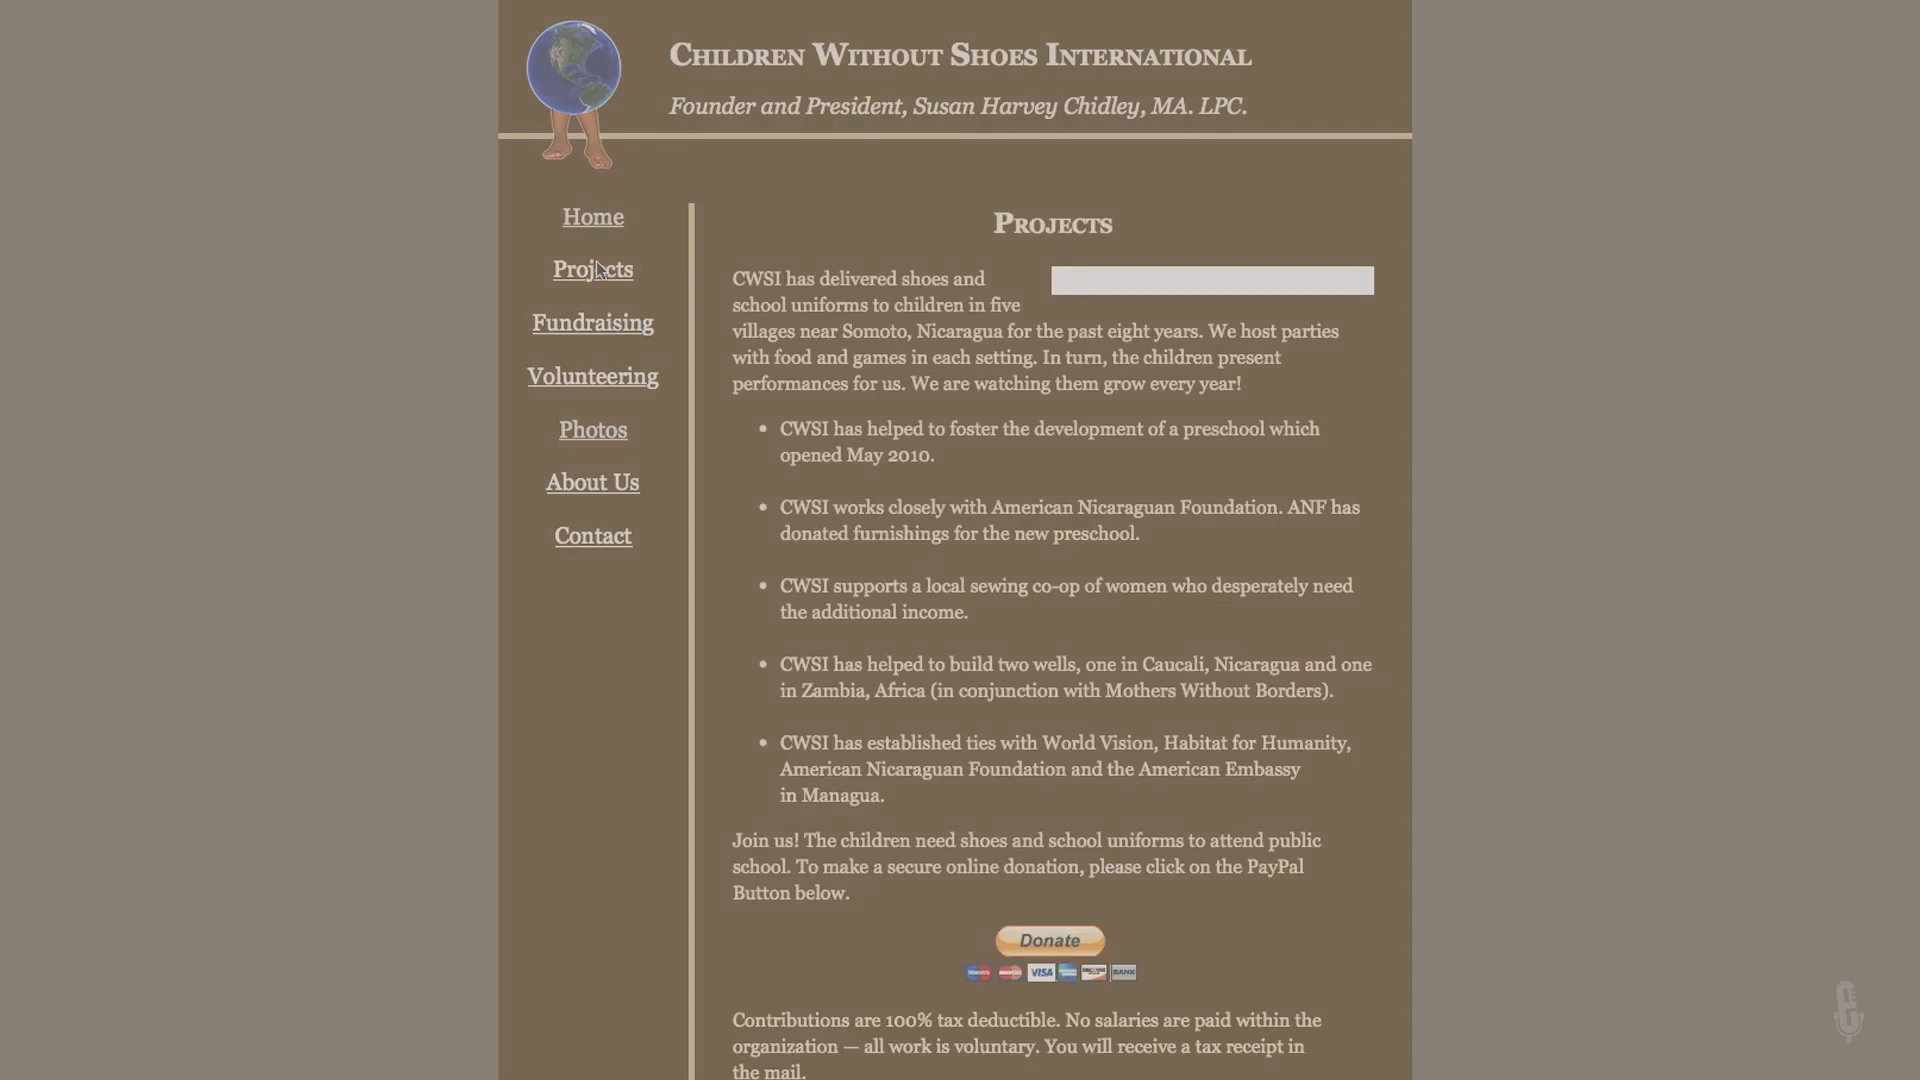 Children Without Shoes International
Founder and President, Susan Harvey Chidley, MA. LPC.
Home
Projects
Fundraising
Volunteering
Photos
About Us
Contact
Projects
CWSI has delivered shoes and
school uniforms to children in five
villages near Somoto, Nicaragua for the past eight years. We host parties
with food and games in each setting. In turn, the children present
performances for us. We are watching them grow every year!
• CWSI has helped to foster the development of a preschool which
opened May 2010.
• CWSI works closely with American Nicaraguan Foundation. ANF has
donated furnishings for the new preschool.
• CWSI supports a local sewing co-op of women who desperately need
the additional income.
• CWSI has helped to build two wells, one in Caucali, Nicaragua and one
in Zambia, Africa (in conjunction with Mothers Without Borders).
• CWSI has established ties with World Vision, Habitat for Humanity,
American Nicaraguan Foundation and the American Embassy
in Managua.
Join us! The children need shoes and school uniforms to attend public
school. To make a secure online donation, please click on the PayPal
Button below.
Donate
VISA BANK
Contributions are 100% tax deductible. No salaries are paid within the
organization — all work is voluntary. You will receive a tax receipt in
the mail.